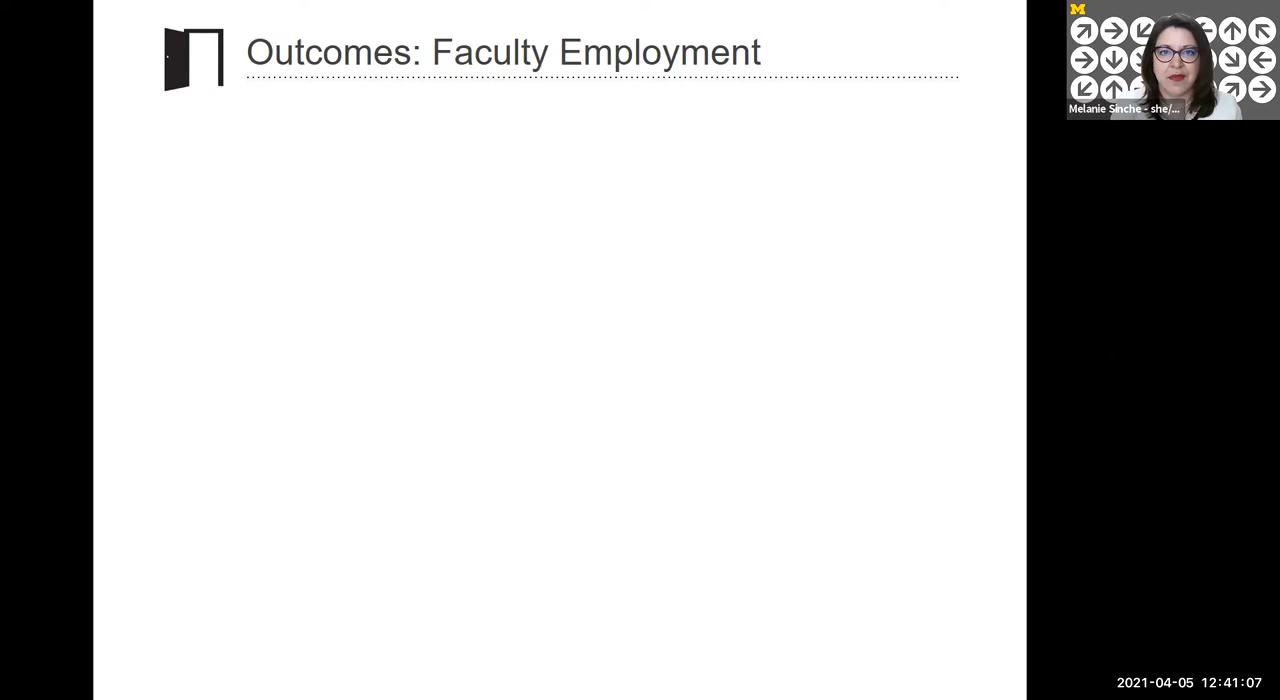 Outcomes: Faculty Employment
M
Melanie Sinche - she/...
2021-04-05 12:41:07